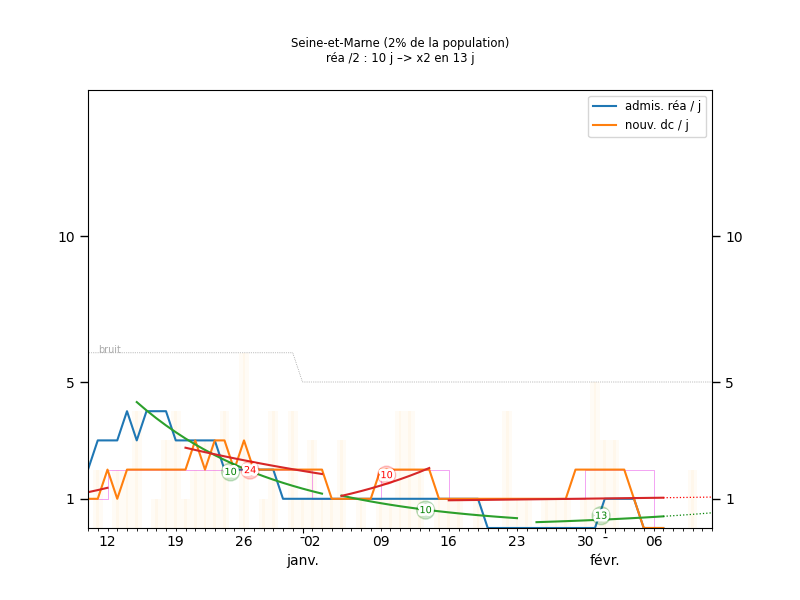 Seine-et-Marne (2% de la population)
réa /2 : 10 j –> x2 en 13 j
admis. réa / j
nouv. dc / j
10 10
bruit
5 5
10 24 10
10
13
1 1
12 19 26 02 09 16 23 30 06
janv. févr.